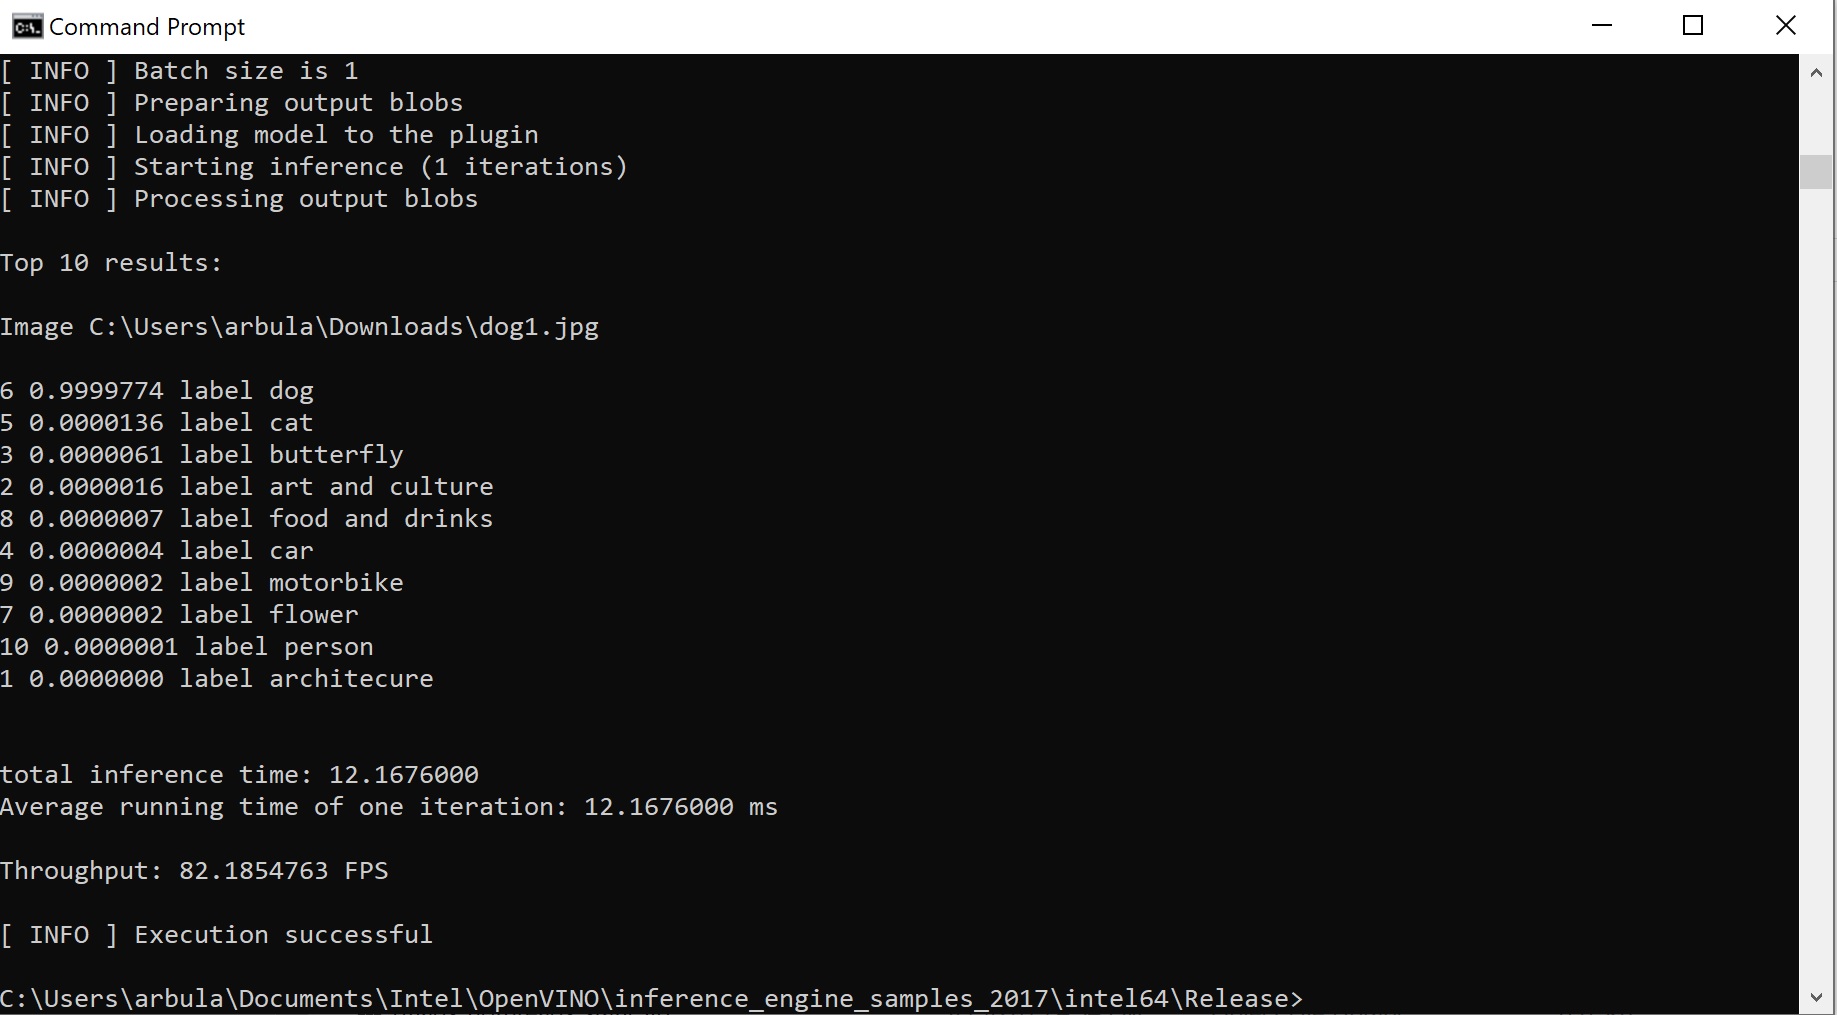 Command Prompt
[ INFO ] Batch size is 1
[ INFO ] Preparing output blobs
[ INFO ] Loading model to the plugin
[ INFO ] Starting inference (1 iterations)
[ INFO ] Processing output blobs
Top 10 results:
Image C:\Users\arbula\Downloads\dog1.jpg
6 0.9999774 label dog
5 0.0000136 label cat
3 0.0000061 label butterfly
2 0.0000016 label art and culture
8 0.0000007 label food and drinks
4 0.0000004 label car
9 0.0000002 label motorbike
7 0.0000002 label flower
10 0.0000001 label person
1 0.0000000 label architecure
total inference time: 12.1676000
Average running time of one iteration: 12.1676000 ms
Throughput: 82.1854763 FPS
[ INFO ] Execution successful
C:\Users\arbula\Documents\Intel\OpenVINO\inference_engine_samples_2017\intel64\Release>